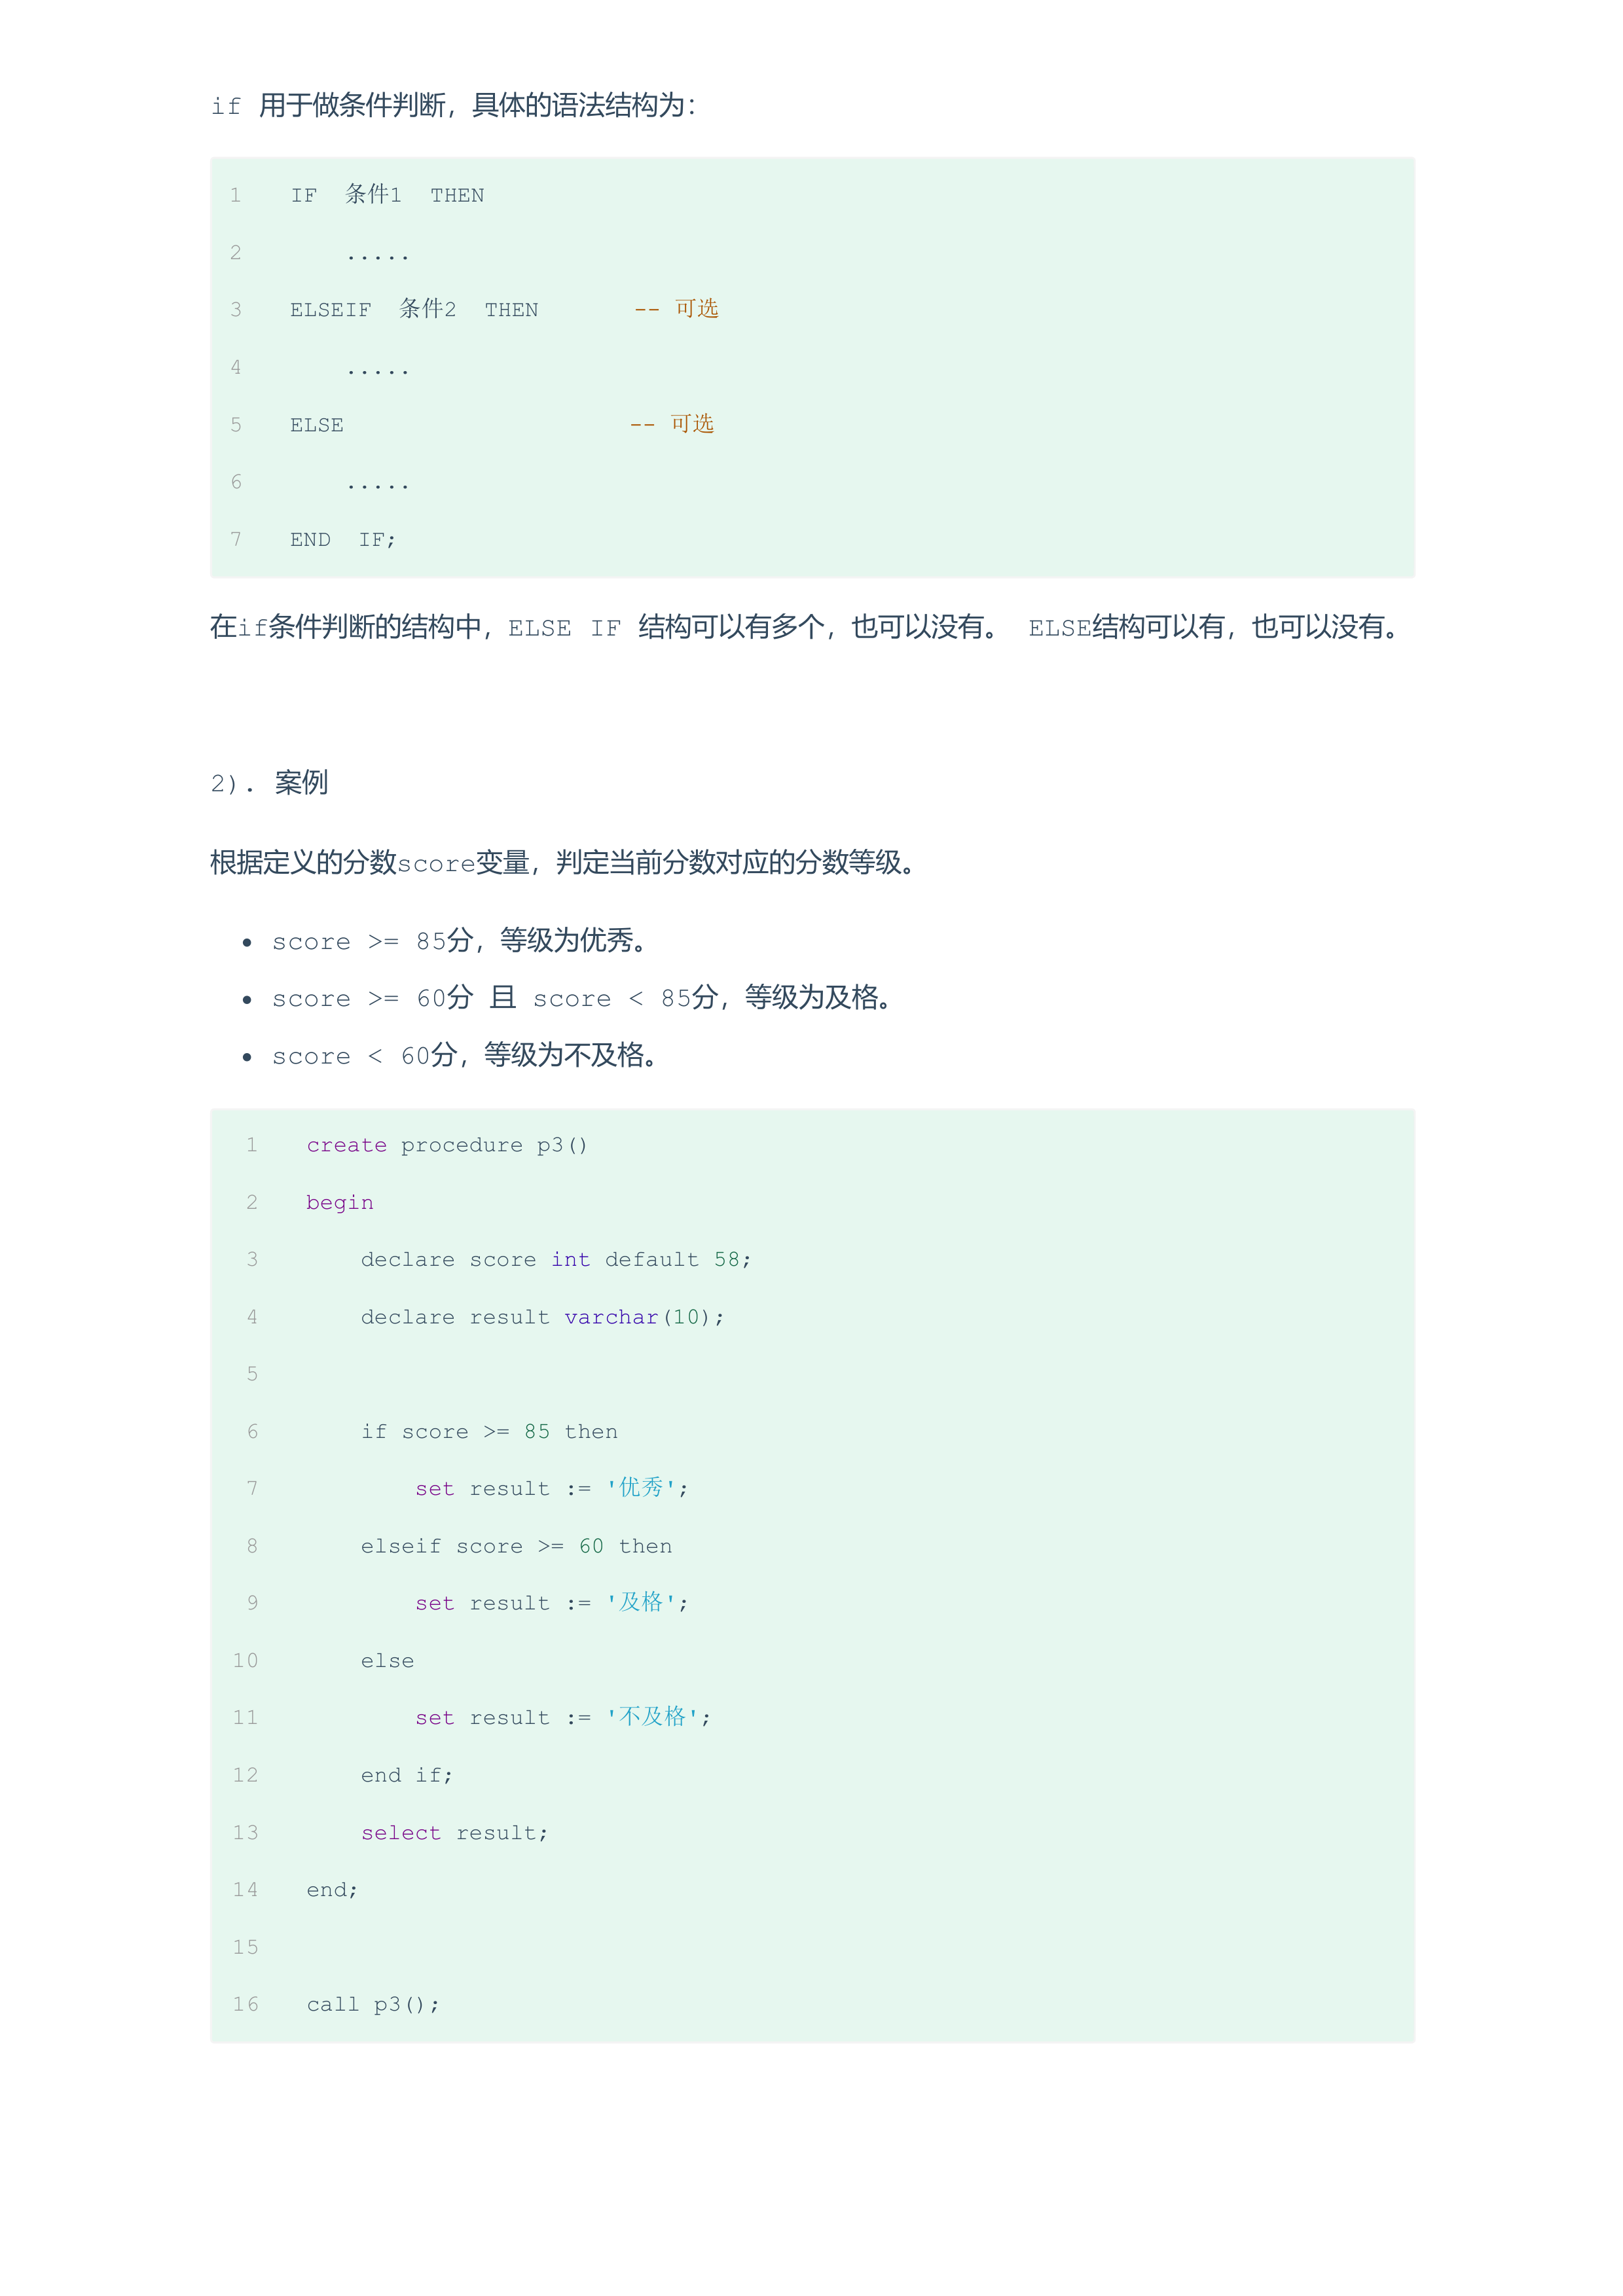 if 用于做条件判断，具体的语法结构为：
1 IF 条件1 THEN
2 .....
3 ELSEIF 条件2 THEN -- 可选
4 .....
5 ELSE -- 可选
6 .....
7 END IF;
在if条件判断的结构中，ELSE IF 结构可以有多个，也可以没有。 ELSE结构可以有，也可以没有。
2). 案例
根据定义的分数score变量，判定当前分数对应的分数等级。
• score >= 85分，等级为优秀。
• score >= 60分 且 score < 85分，等级为及格。
• score < 60分，等级为不及格。
1 create procedure p3()
2 begin
3 declare score int default 58;
4 declare result varchar(10);
5
6 if score >= 85 then
7 set result := '优秀';
8 elseif score >= 60 then
9 set result := '及格';
10 else
11 set result := '不及格';
12 end if;
13 select result;
14 end;
15
16 call p3();